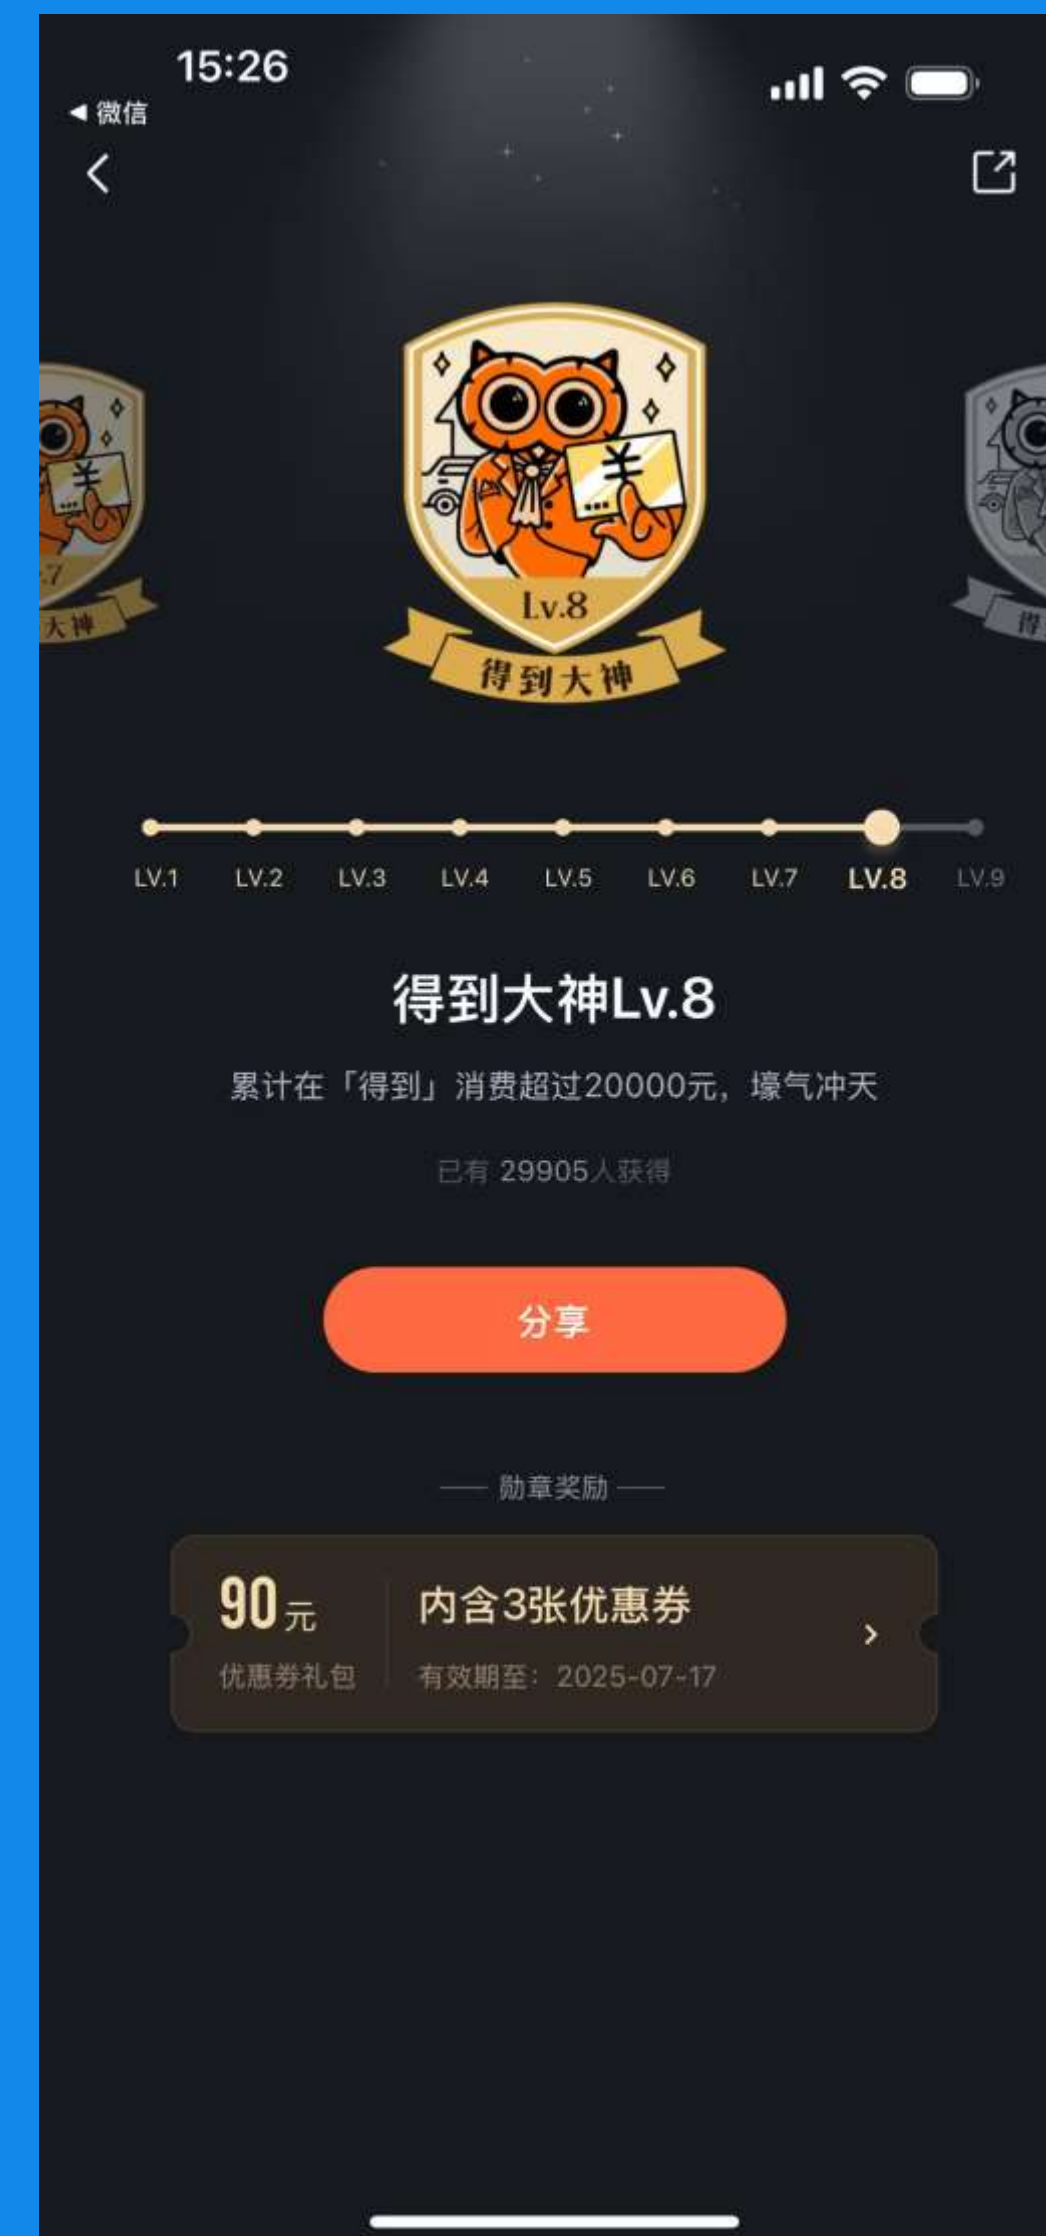 15:26
◀ 微信
Lv.8
得到大神
.7
大神
得
LV.1 LV.2 LV.3 LV.4 LV.5 LV.6 LV.7 LV.8 LV.9
得到大神Lv.8
累计在「得到」消费超过20000元，壕气冲天
已有 29905人获得
分享
勋章奖励
90元 内含3张优惠券
优惠券礼包 有效期至：2025-07-17